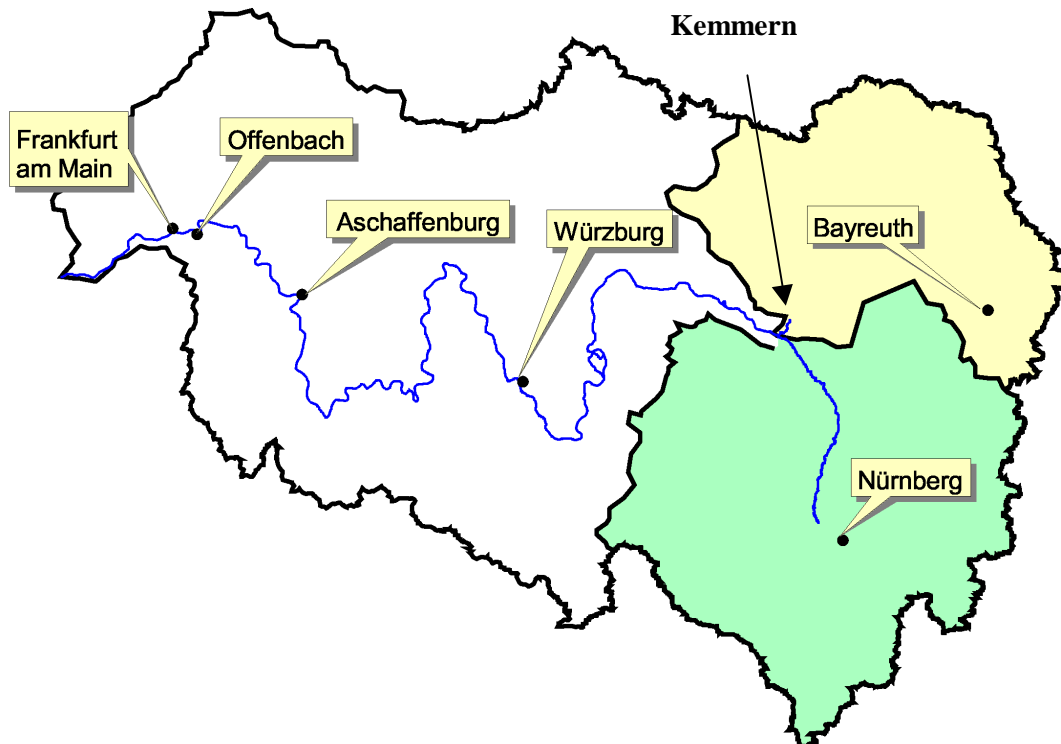 Kemmern
Frankfurt
am Main
Offenbach
Aschaffenburg
Würzburg
Bayreuth
Nürnberg